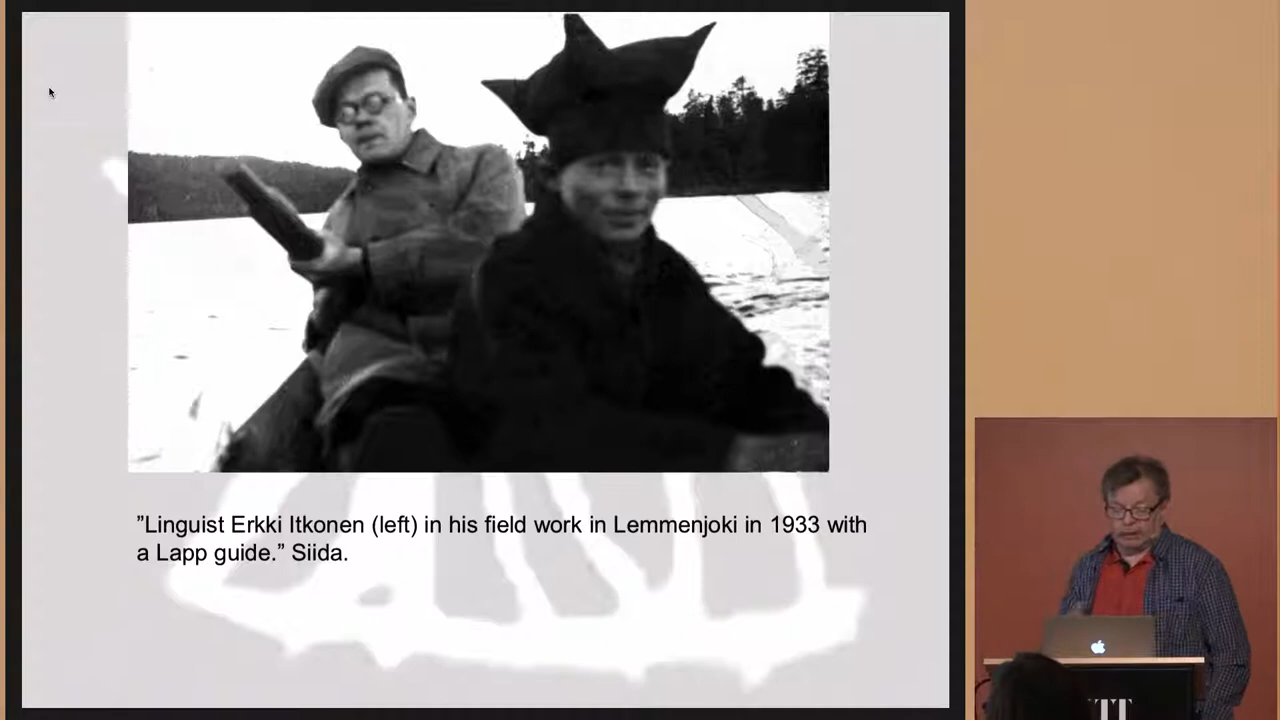 ”Linguist Erkki Itkonen (left) in his field work in Lemmenjoki in 1933 with
a Lapp guide.” Siida.